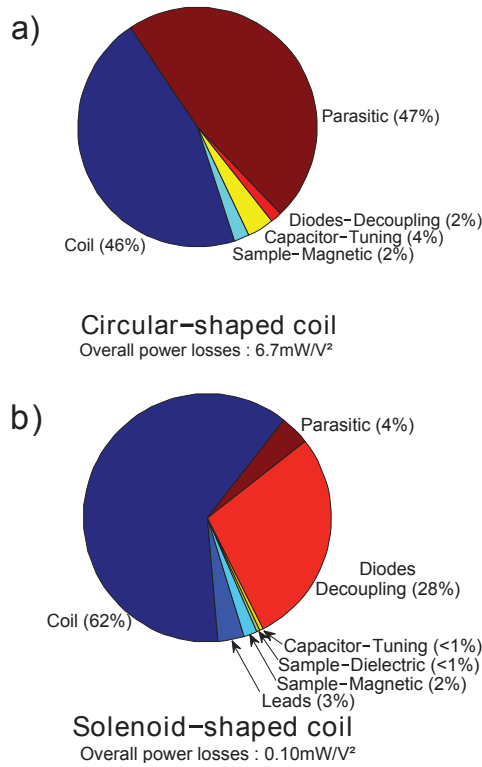 a)
Parasitic (47%)
Diodes−Decoupling (2%)
Capacitor−Tuning (4%)
Sample−Magnetic (2%)
Coil (46%)
Circular−shaped coil
Overall power losses : 6.7mW/V²
b)
Parasitic (4%)
Diodes
Decoupling (28%)
Coil (62%)
Capacitor−Tuning (<1%)
Sample−Dielectric (<1%)
Sample−Magnetic (2%)
Leads (3%)
Solenoid−shaped coil
Overall power losses : 0.10mW/V²